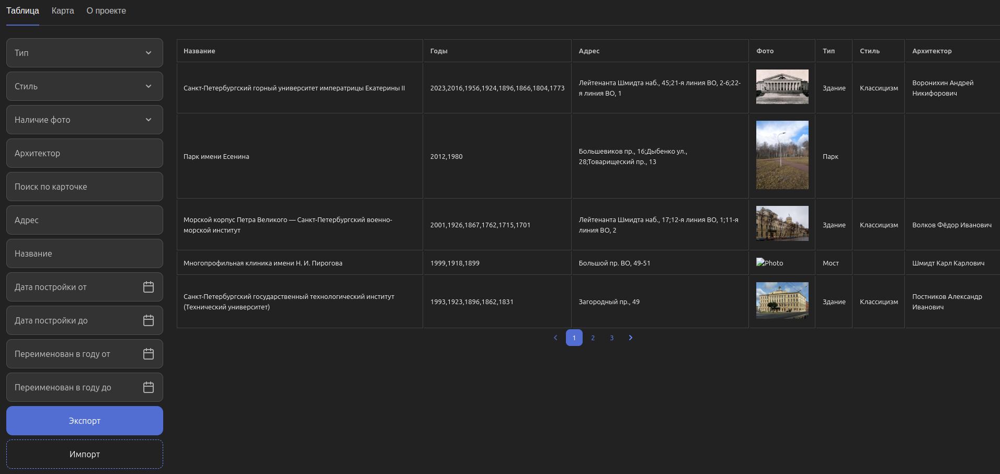 Таблица Карта О проекте
Тип
Стиль
Наличие фото
Архитектор
Поиск по карточке
Адрес
Название
Дата постройки от
Дата постройки до
Переименован в году от
Переименован в году до
Экспорт
Импорт
Название Годы Адрес Фото Тип Стиль Архитектор
Санкт-Петербургский горный университет императрицы Екатерины II
2023,2016,1956,1924,1896,1866,1804,1773
Лейтенанта Шмидта наб., 45;21-я линия ВО, 2-6;22-
я линия ВО, 1
Здание
Классицизм
Воронихин Андрей
Никифорович
Парк имени Есенина
2012,1980
Большевиков пр., 16;Дыбенко ул.,
28;Товарищеский пр., 13
Парк
Морской корпус Петра Великого — Санкт-Петербургский военно-
морской институт
2001,1926,1867,1762,1715,1701
Лейтенанта Шмидта наб., 17;12-я линия ВО, 1;11-я
линия ВО, 2
Здание
Классицизм
Волков Фёдор Иванович
Многопрофильная клиника имени Н. И. Пирогова
1999,1918,1899
Большой пр. ВО, 49-51
Photo
Мост
Шмидт Карл Карлович
Санкт-Петербургский государственный технологический институт
(Технический университет)
1993,1923,1896,1862,1831
Загородный пр., 49
Здание
Классицизм
Постников Александр
Иванович
1 2 3